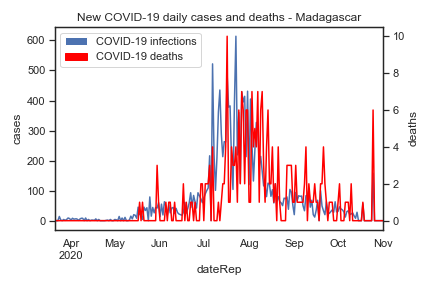 New COVID-19 daily cases and deaths - Madagascar
COVID-19 infections
COVID-19 deaths
600
500
400
300
200
100
0
cases
10
8
6
4
2
0
deaths
Apr May Jun Jul Aug Sep Oct Nov
2020
dateRep